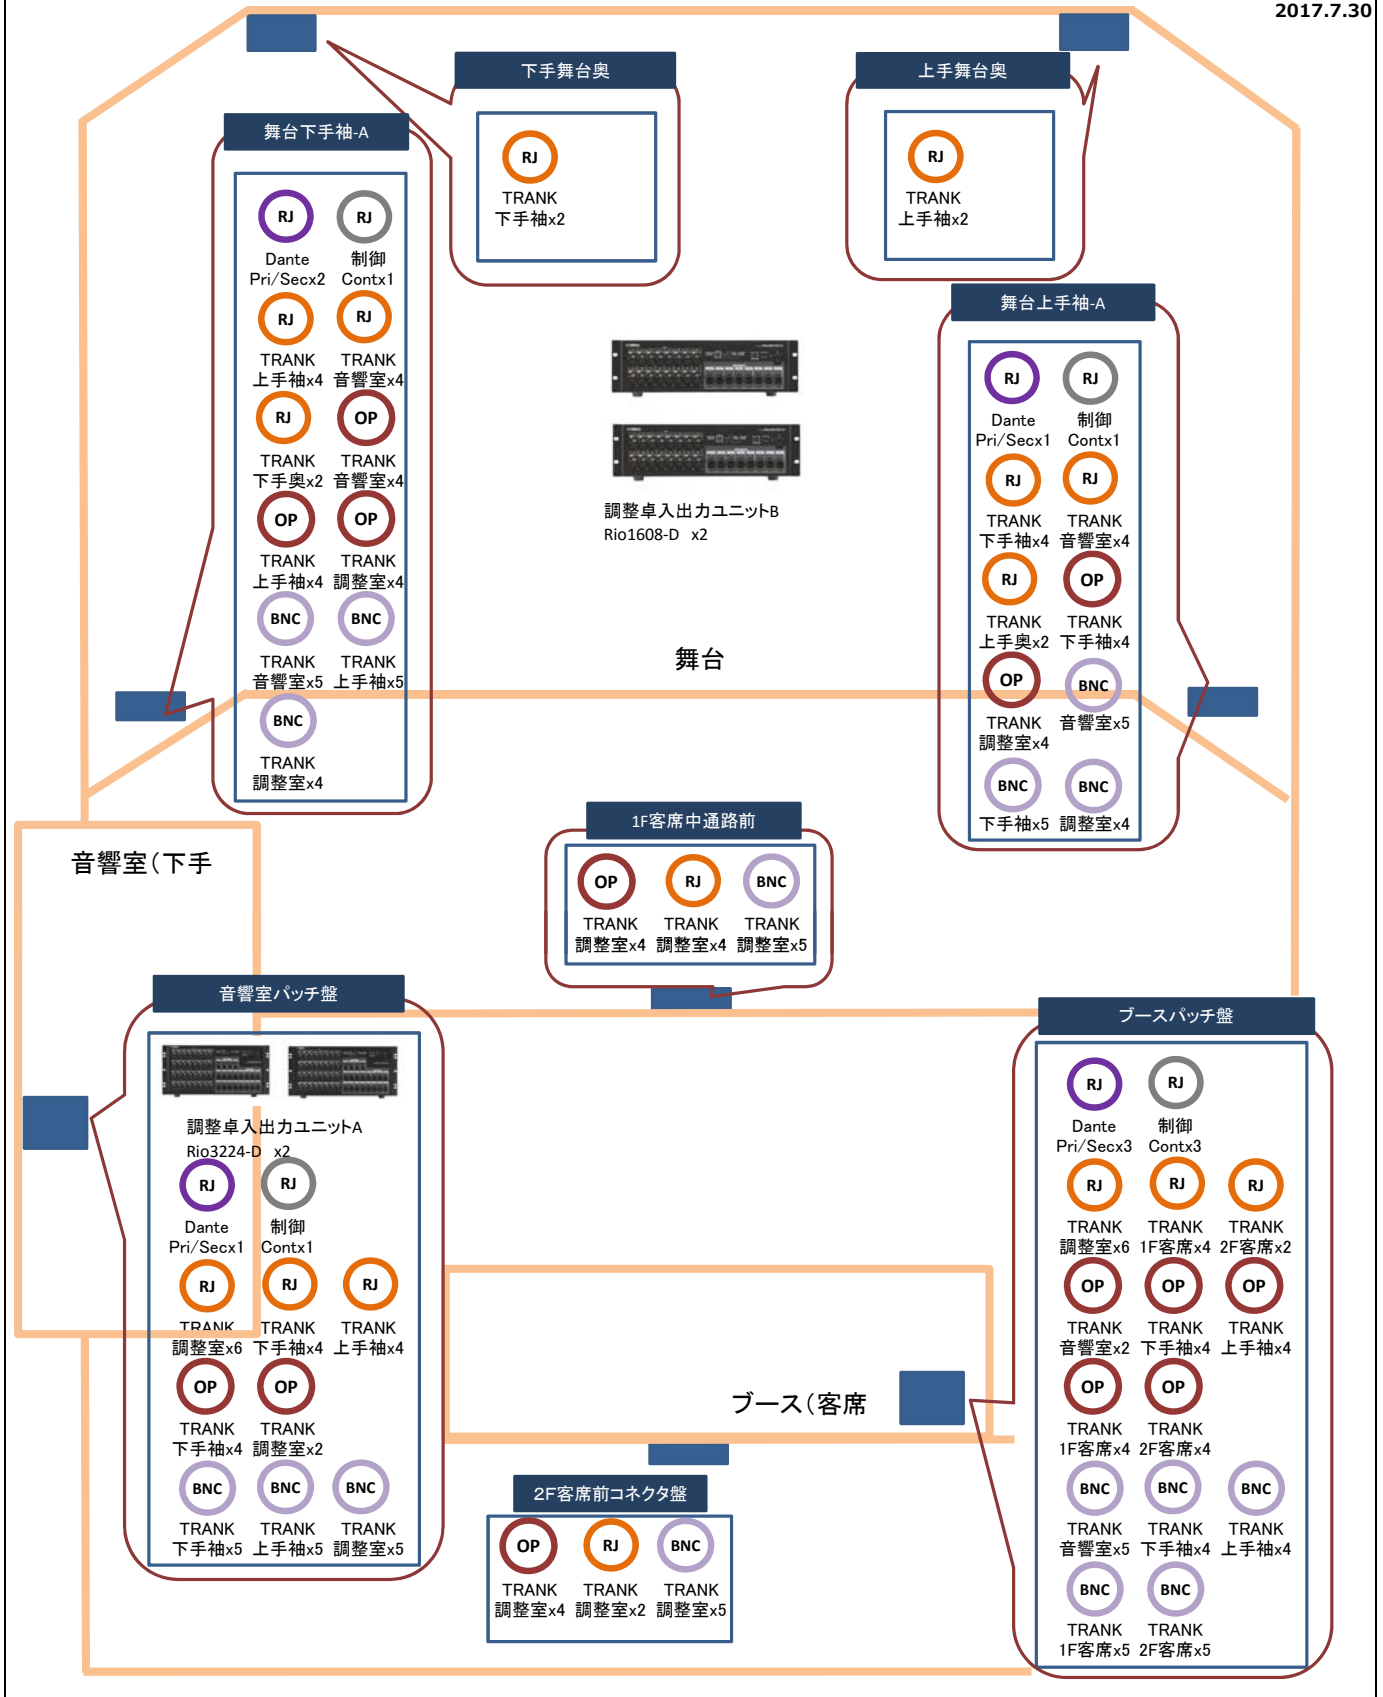 2017.7.30
下手舞台奥
RJ
TRANK
下手袖x2
上手舞台奥
RJ
TRANK
上手袖x2
舞台下手袖-A
RJ RJ
Dante 制御
Pri/Secx2 Contx1
RJ RJ
TRANK TRANK
上手袖x4 音響室x4
RJ OP
TRANK TRANK
下手奥x2 音響室x4
OP OP
TRANK TRANK
上手袖x4 調整室x4
BNC BNC
TRANK TRANK
音響室x5 上手袖x5
BNC
TRANK
調整室x4
調整卓入出力ユニットB
Rio1608-D x2
舞台
舞台上手袖-A
RJ RJ
Dante 制御
Pri/Secx1 Contx1
RJ RJ
TRANK TRANK
下手袖x4 音響室x4
RJ OP
TRANK TRANK
上手奥x2 下手袖x4
OP BNC
TRANK 音響室x5
調整室x4
BNC BNC
下手袖x5 調整室x4
1F客席中通路前
OP RJ BNC
TRANK TRANK TRANK
調整室x4 調整室x4 調整室x5
音響室(下手
音響室パッチ盤
調整卓入出力ユニットA
Rio3224-D x2
RJ RJ
Dante 制御
Pri/Secx1 Contx1
RJ RJ RJ
TRANK TRANK TRANK
調整室x6 下手袖x4 上手袖x4
OP OP
TRANK TRANK
下手袖x4 調整室x2
BNC BNC BNC
TRANK TRANK TRANK
下手袖x5 上手袖x5 調整室x5
ブース(客席
2F客席前コネクタ盤
OP RJ BNC
TRANK TRANK TRANK
調整室x4 調整室x2 調整室x5
ブースパッチ盤
RJ RJ
Dante 制御
Pri/Secx3 Contx3
RJ RJ RJ
TRANK TRANK TRANK
調整室x6 1F客席x4 2F客席x2
OP OP OP
TRANK TRANK TRANK
音響室x2 下手袖x4 上手袖x4
OP OP
TRANK TRANK
1F客席x4 2F客席x4
BNC BNC BNC
TRANK TRANK TRANK
音響室x5 下手袖x4 上手袖x4
BNC BNC
TRANK TRANK
1F客席x5 2F客席x5